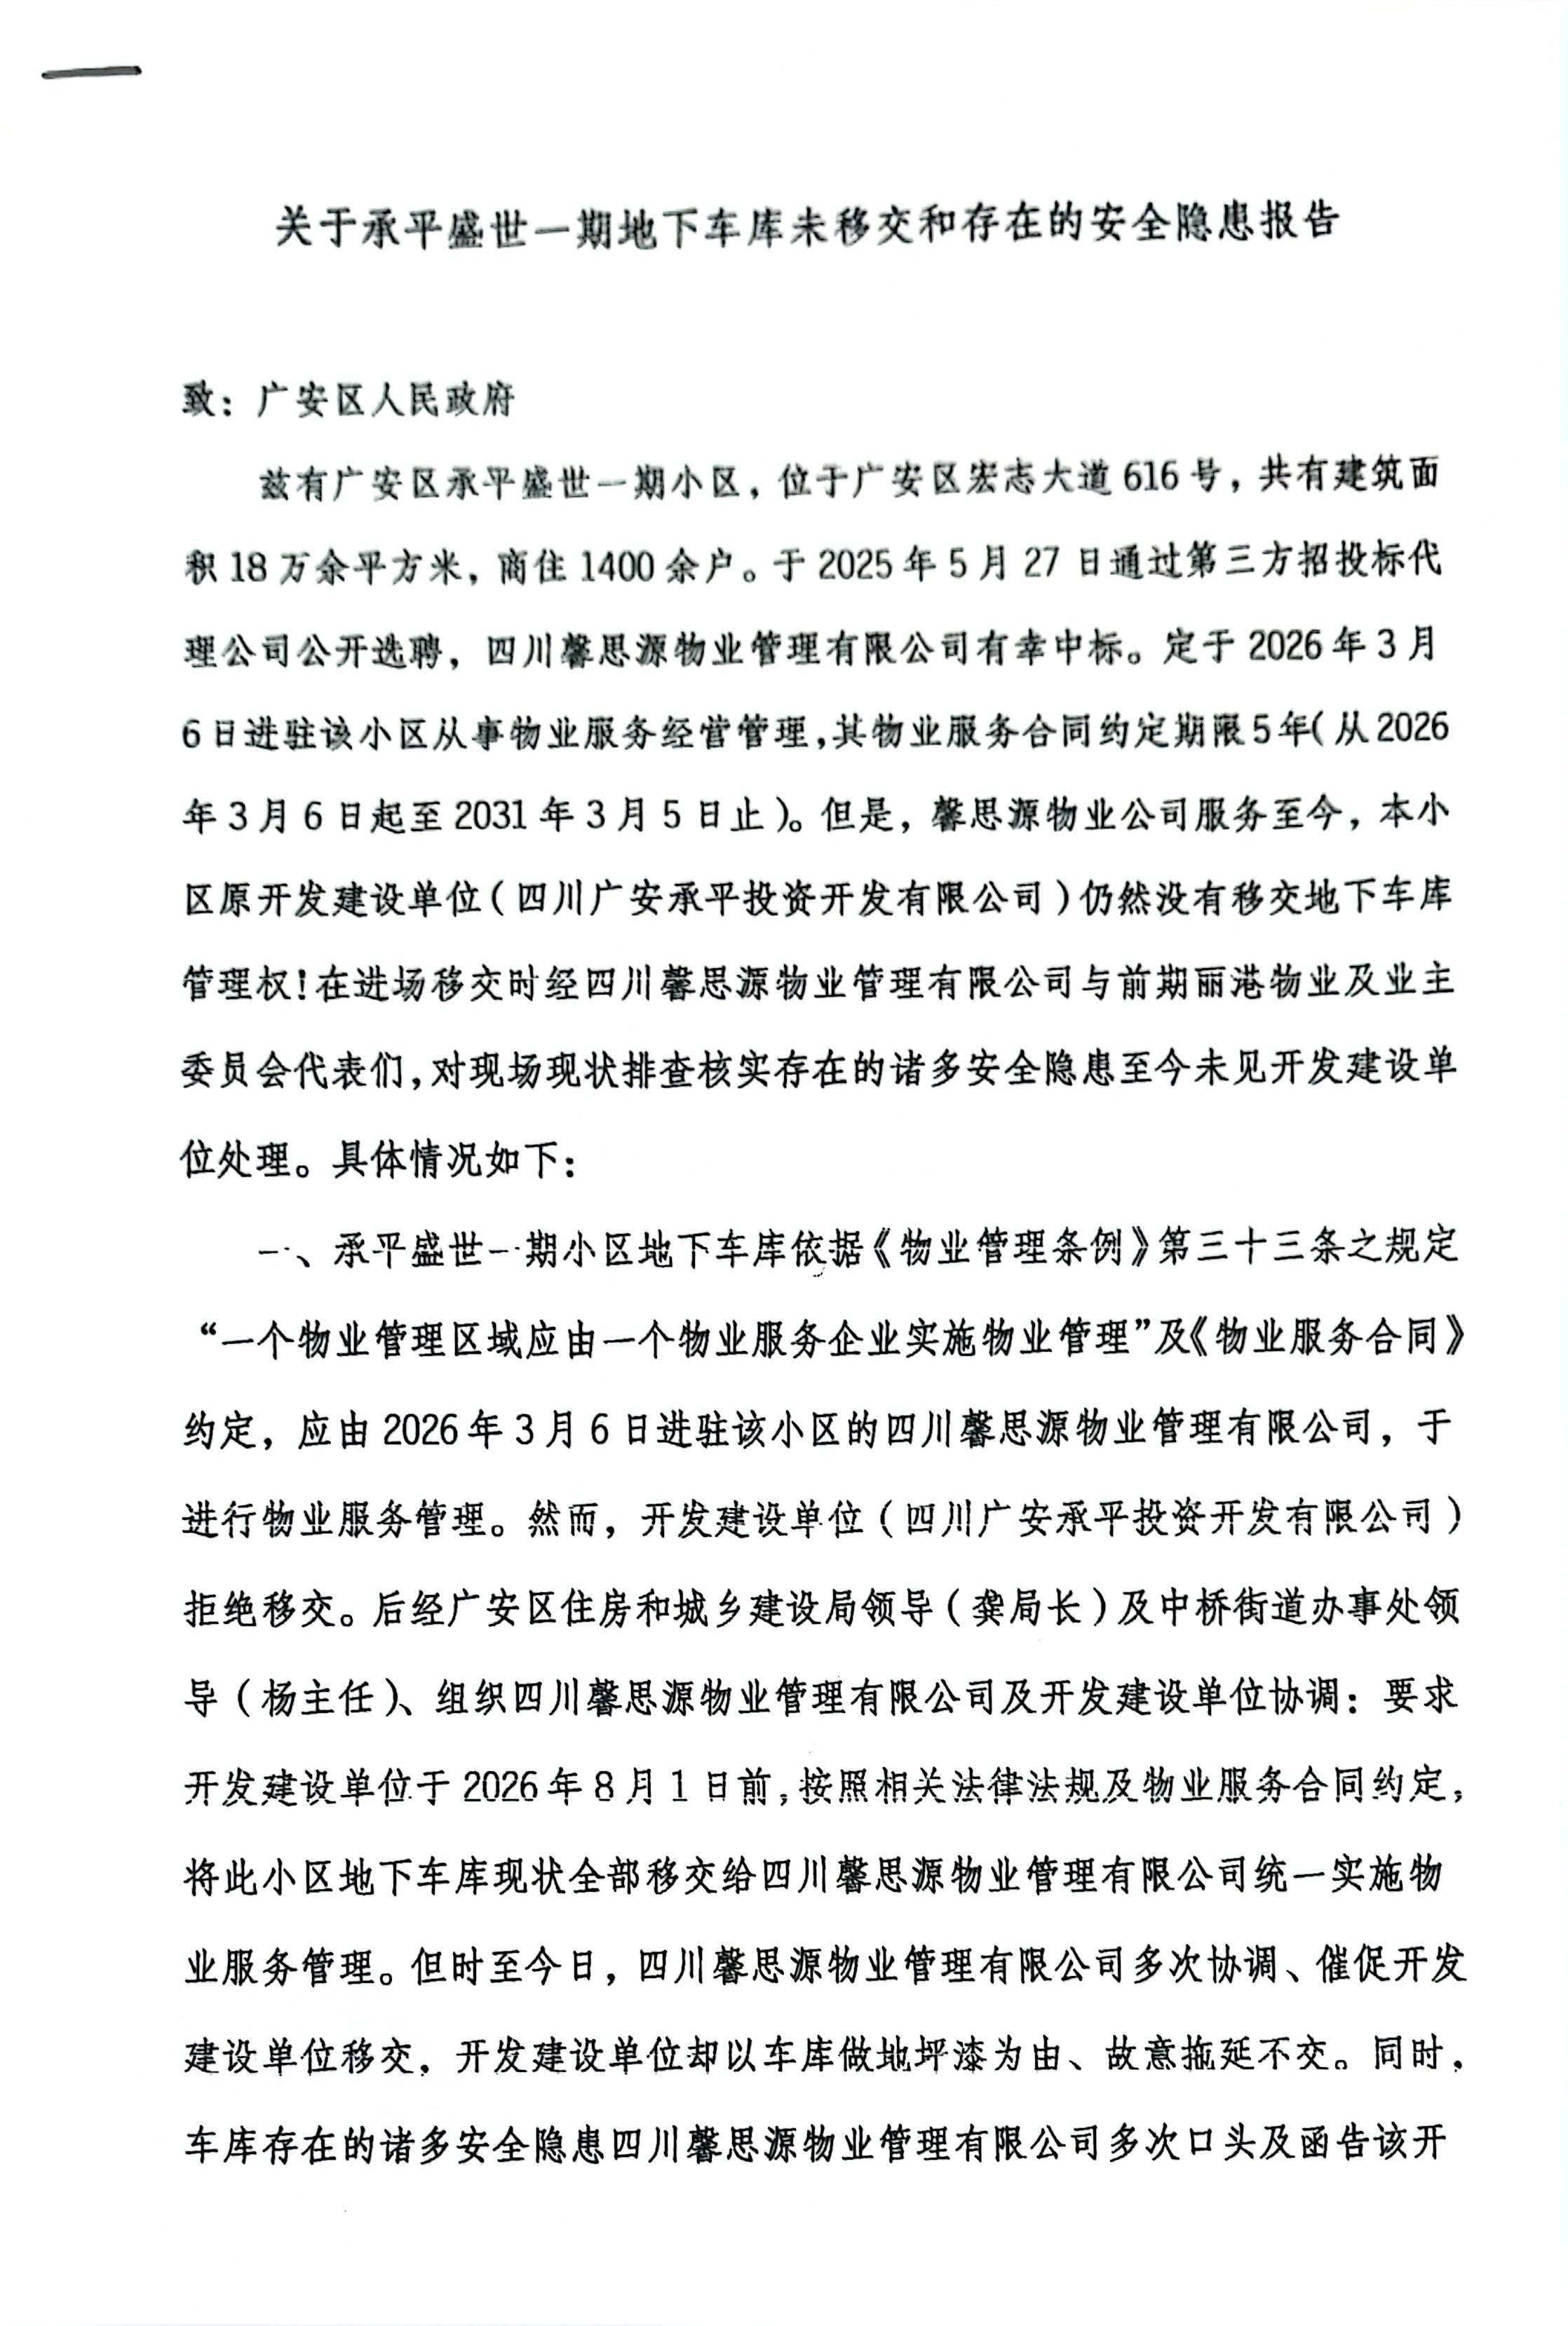 关于承平盛世一期地下车库未移交和存在的安全隐患报告
致：广安区人民政府
兹有广安区承平盛世一期小区，位于广安区宏志大道616号，共有建筑面
积18万余平方米，商住1400余户。于2025年5月27日通过第三方招投标代
理公司公开选聘，四川馨思源物业管理有限公司有幸中标。定于2026年3月
6日进驻该小区从事物业服务经营管理,其物业服务合同约定期限5年(从2026
年3月6日起至2031年3月5日止)。但是，馨思源物业公司服务至今，本小
区原开发建设单位(四川广安承平投资开发有限公司)仍然没有移交地下车库
管理权!在进场移交时经四川馨思源物业管理有限公司与前期丽港物业及业主
委员会代表们,对现场现状排查核实存在的诸多安全隐患至今未见开发建设单
位处理。具体情况如下：
一、承平盛世一期小区地下车库依据《物业管理条例》第三十三条之规定
“一个物业管理区域应由一个物业服务企业实施物业管理”及《物业服务合同》
约定，应由2026年3月6日进驻该小区的四川馨思源物业管理有限公司，于
进行物业服务管理。然而，开发建设单位(四川广安承平投资开发有限公司)
拒绝移交。后经广安区住房和城乡建设局领导(龚局长)及中桥街道办事处领
导(杨主任)、组织四川馨思源物业管理有限公司及开发建设单位协调：要求
开发建设单位于2026年8月1日前,按照相关法律法规及物业服务合同约定，
将此小区地下车库现状全部移交给四川馨思源物业管理有限公司统一实施物
业服务管理。但时至今日，四川馨思源物业管理有限公司多次协调、催促开发
建设单位移交，开发建设单位却以车库做地坪漆为由、故意拖延不交。同时，
车库存在的诸多安全隐患四川馨思源物业管理有限公司多次口头及函告该开